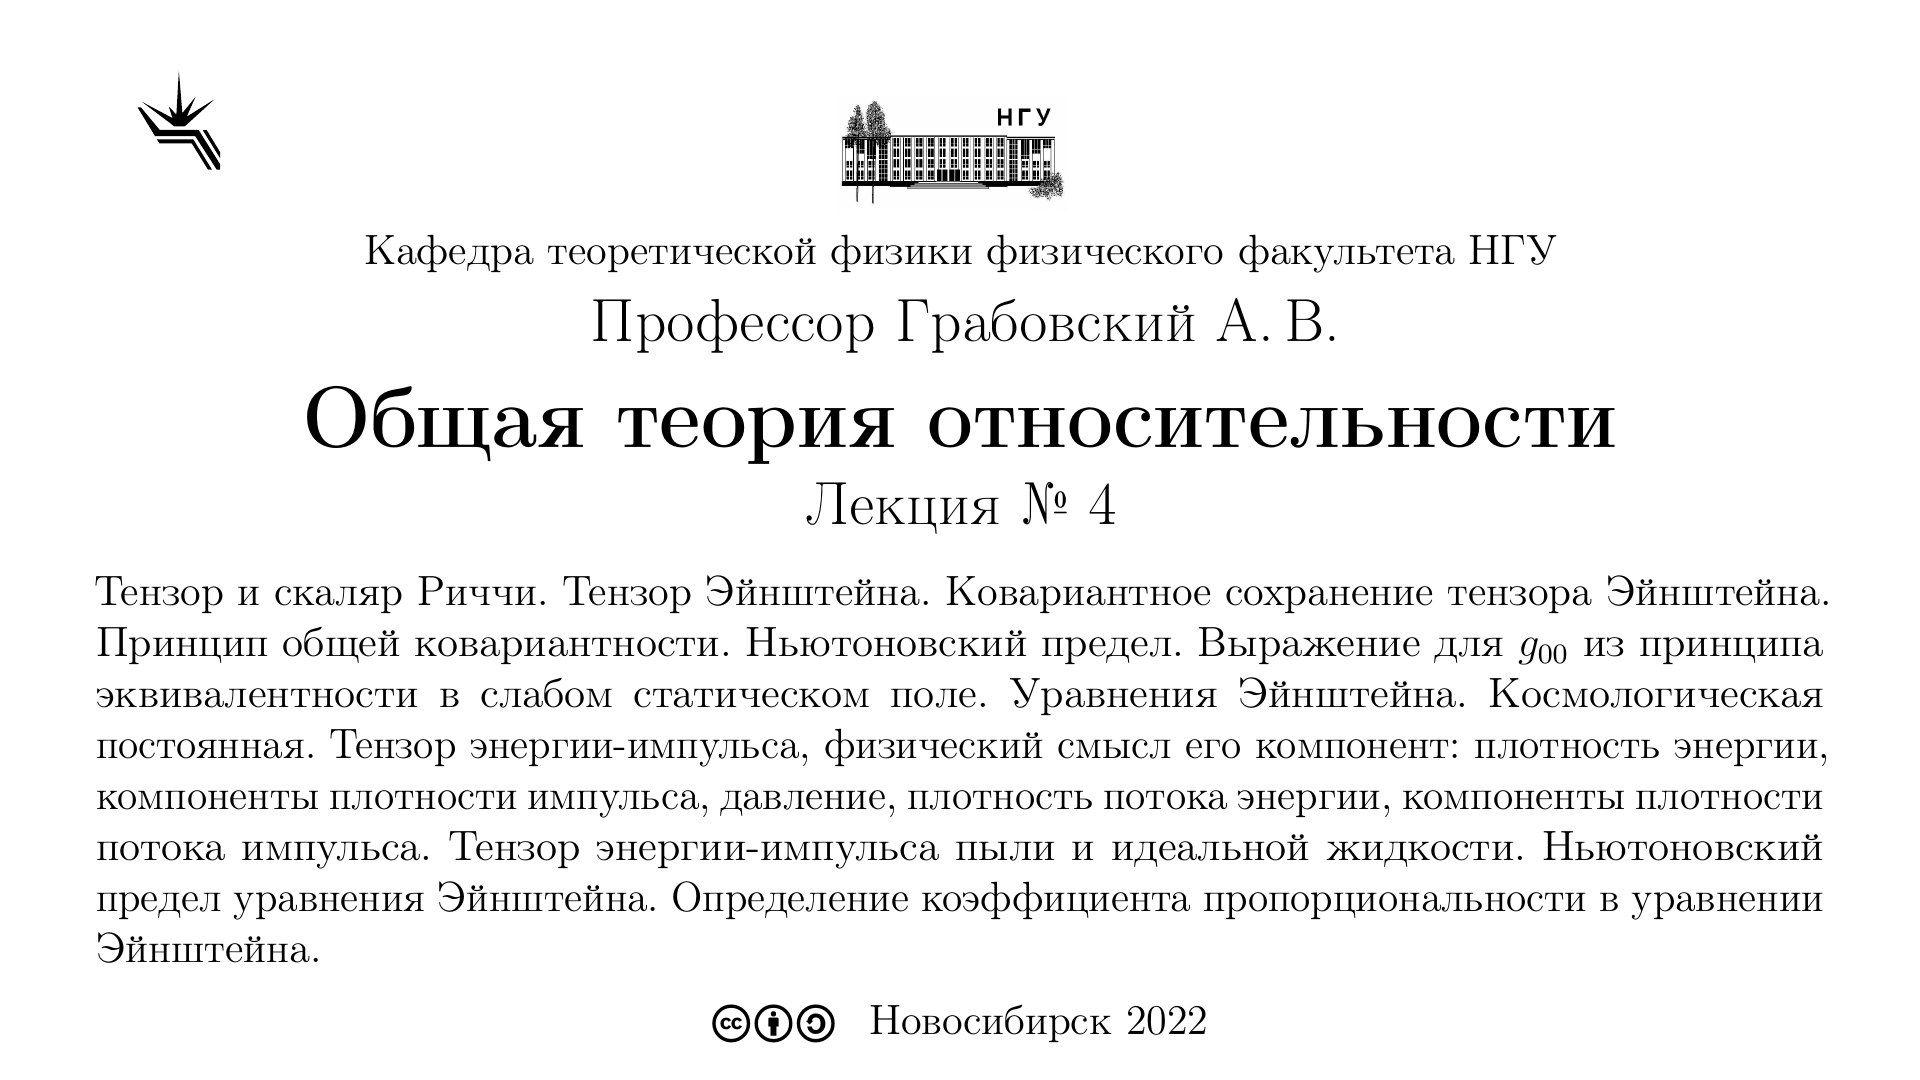 НГУ
Кафедра теоретической физики физического факультета НГУ
Профессор Грабовский А. В.
Общая теория относительности
Лекция № 4
Тензор и скаляр Риччи. Тензор Эйнштейна. Ковариантное сохранение тензора Эйнштейна.
Принцип общей ковариантности. Ньютоновский предел. Выражение для g₀₀ из принципа
эквивалентности в слабом статическом поле. Уравнения Эйнштейна. Космологическая
постоянная. Тензор энергии-импульса, физический смысл его компонент: плотность энергии,
компоненты плотности импульса, давление, плотность потока энергии, компоненты плотности
потока импульса. Тензор энергии-импульса пыли и идеальной жидкости. Ньютоновский
предел уравнения Эйнштейна. Определение коэффициента пропорциональности в уравнении
Эйнштейна.
cc Новосибирск 2022